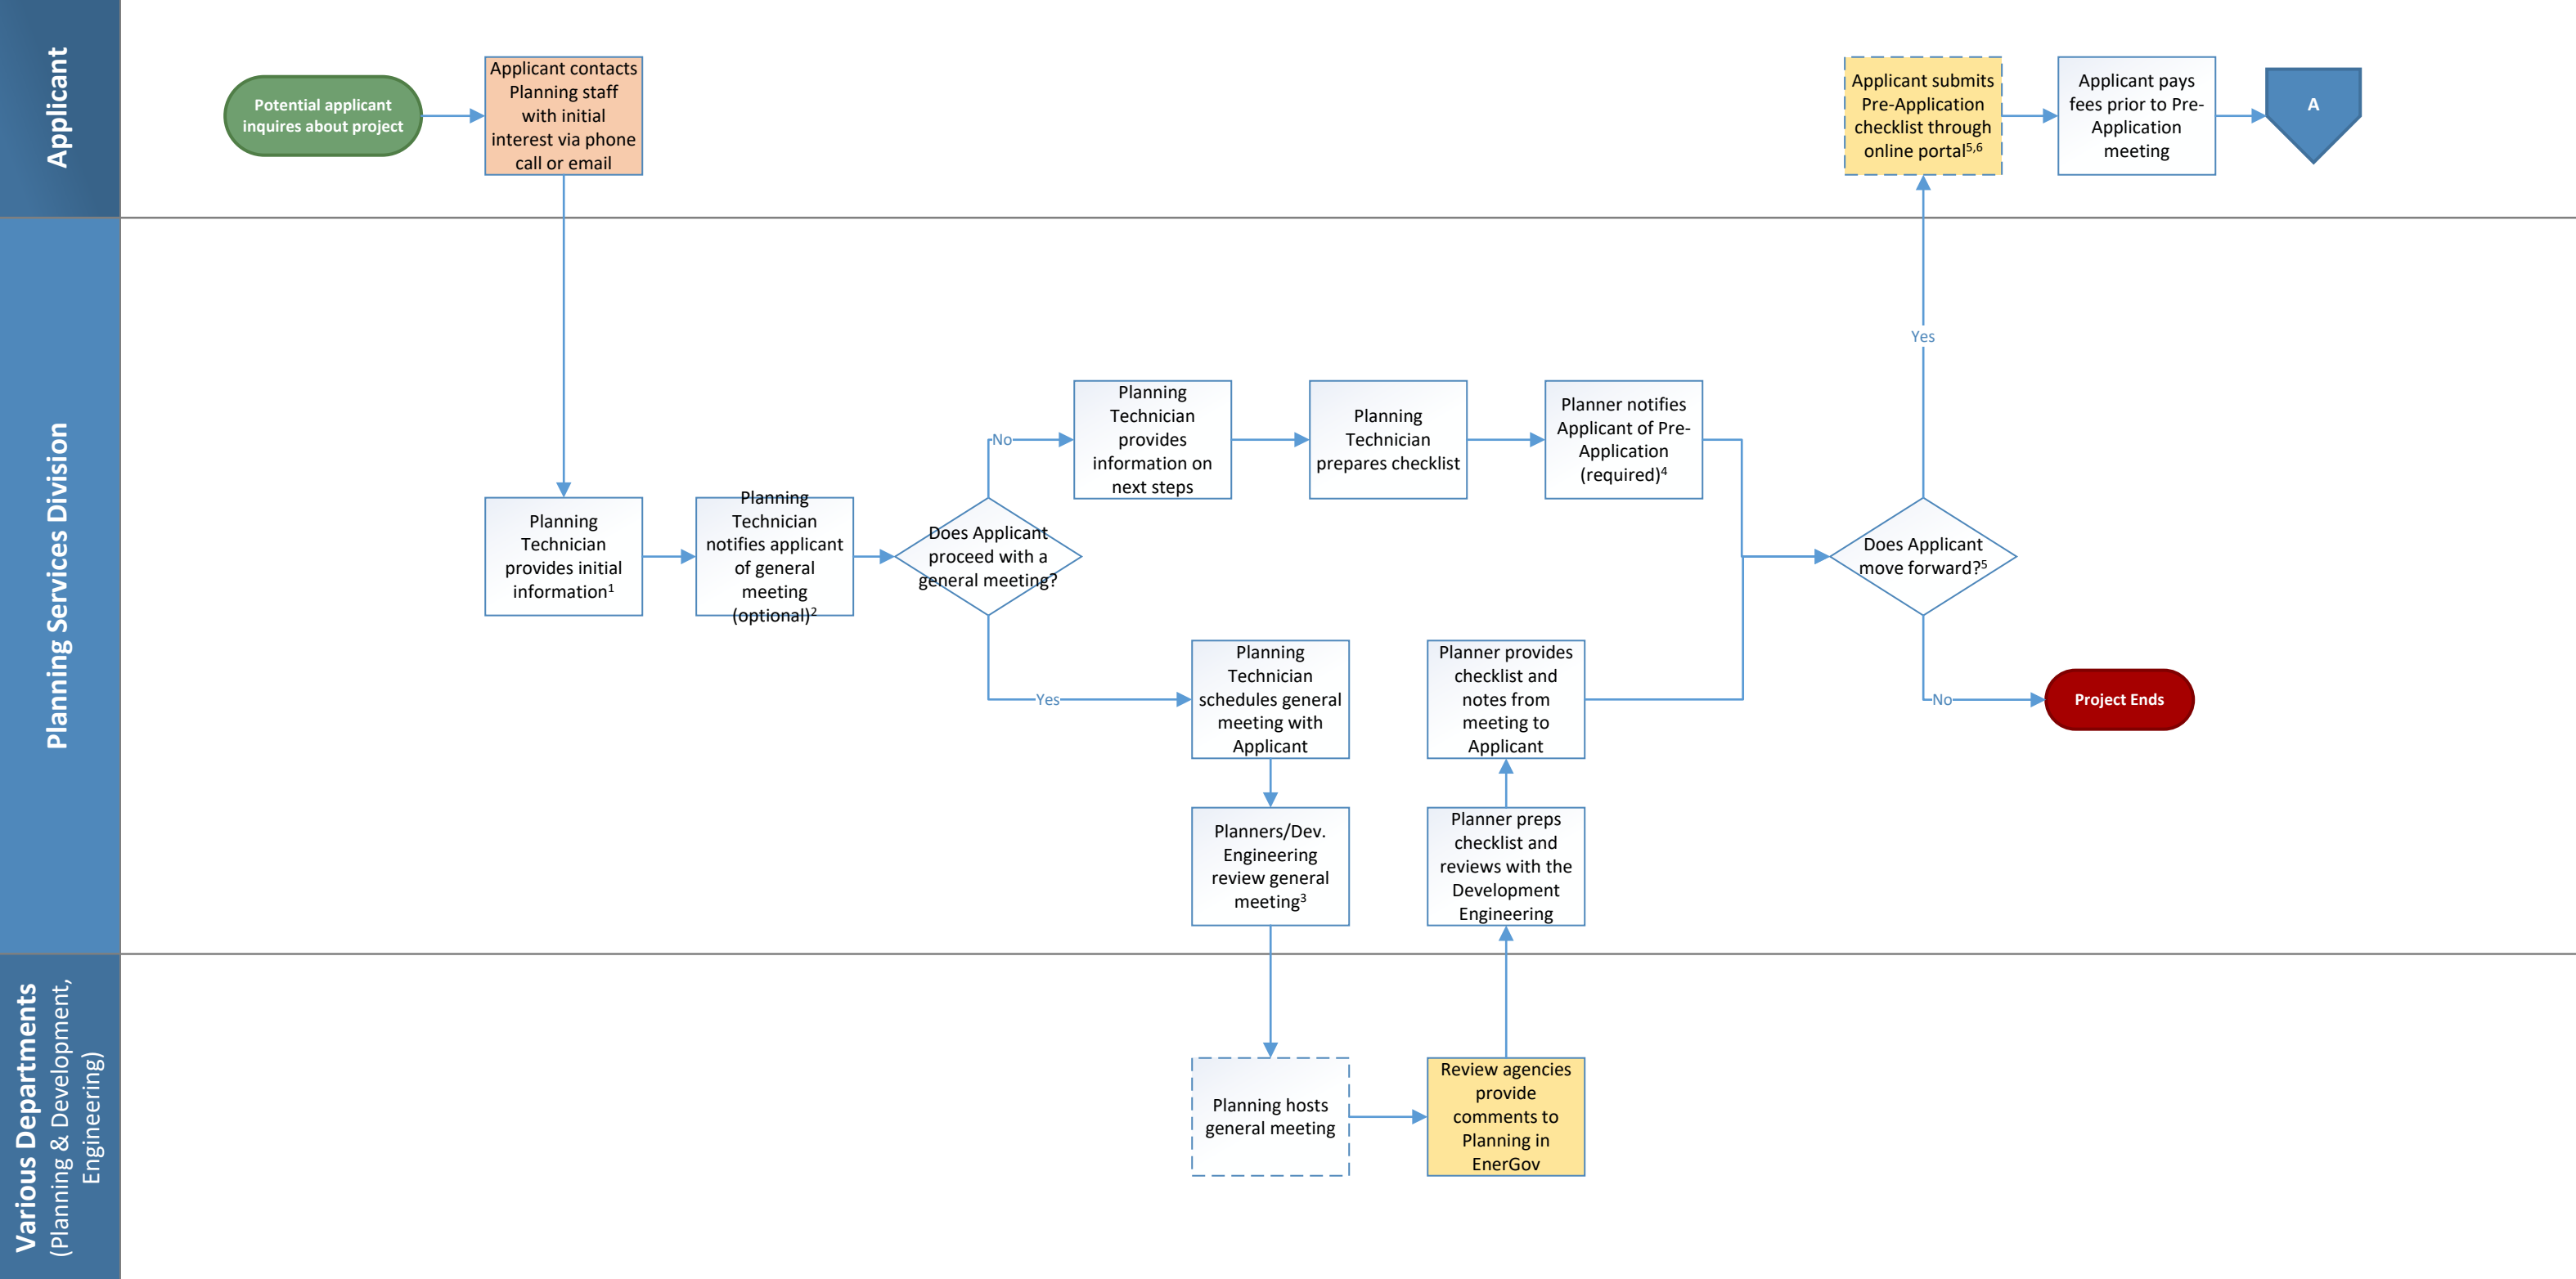 Applicant
Potential applicant
inquires about project
Applicant contacts
Planning staff
with initial
interest via phone
call or email
Applicant submits
Pre-Application
checklist through
online portal5,6
Applicant pays
fees prior to Pre-
Application
meeting
A
Planning Services Division
Planning
Technician
provides initial
information1
Planning
Technician
notifies applicant
of general
meeting
(optional)2
Does Applicant
proceed with a
general meeting?
No
Planning
Technician
provides
information on
next steps
Planning
Technician
prepares checklist
Planner notifies
Applicant of Pre-
Application
(required)4
Yes
Planning
Technician
schedules general
meeting with
Applicant
Planners/Dev.
Engineering
review general
meeting3
Planner provides
checklist and
notes from
meeting to
Applicant
Planner preps
checklist and
reviews with the
Development
Engineering
Does Applicant
move forward?5
Yes
No
Project Ends
Various Departments
(Planning & Development,
Engineering)
Planning hosts
general meeting
Review agencies
provide
comments to
Planning in
EnerGov